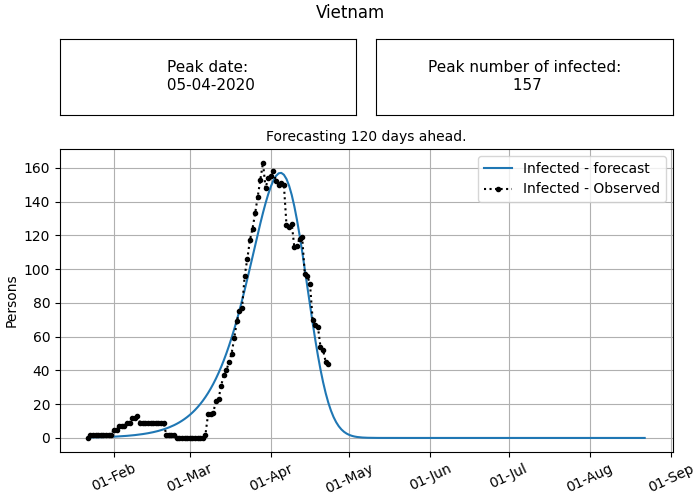 Vietnam
Peak date:
05-04-2020
Peak number of infected:
157
Forecasting 120 days ahead.
Infected - forecast
Infected - Observed
Persons
160
140
120
100
80
60
40
20
0
01-Feb
01-Mar
01-Apr
01-May
01-Jun
01-Jul
01-Aug
01-Sep